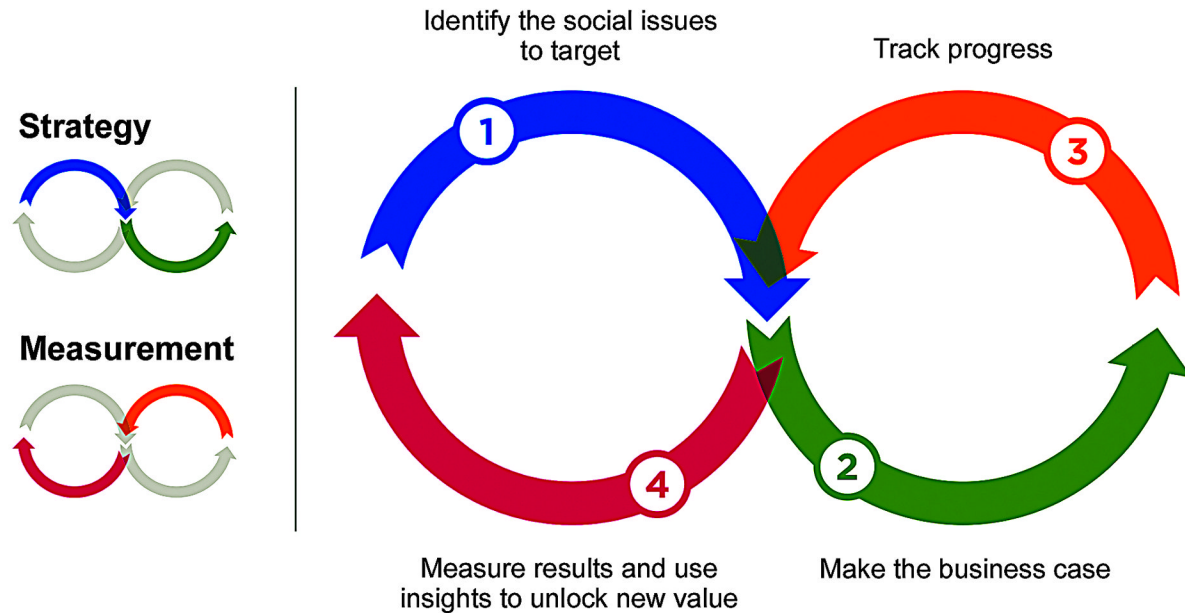 Strategy
Measurement
Identify the social issues
to target
Track progress
1
3
4
2
Measure results and use
insights to unlock new value
Make the business case